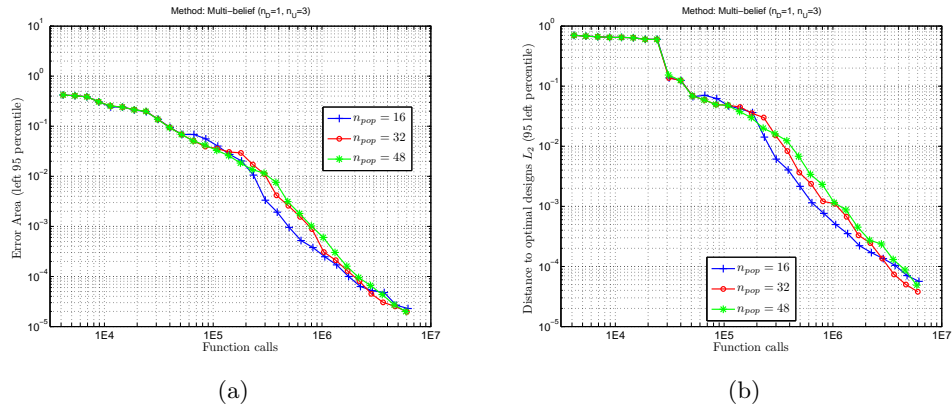 Method: Multi-belief (n_D=1, n_U=3)
10^1
10^0
10^-1
10^-2
10^-3
10^-4
10^-5
Error Area (left 95 percentile)
n_pop = 16
n_pop = 32
n_pop = 48
1E4 1E5 1E6 1E7
Function calls
(a)
Method: Multi-belief (n_D=1, n_U=3)
10^0
10^-1
10^-2
10^-3
10^-4
10^-5
Distance to optimal designs L_2 (95 left percentile)
n_pop = 16
n_pop = 32
n_pop = 48
1E4 1E5 1E6 1E7
Function calls
(b)